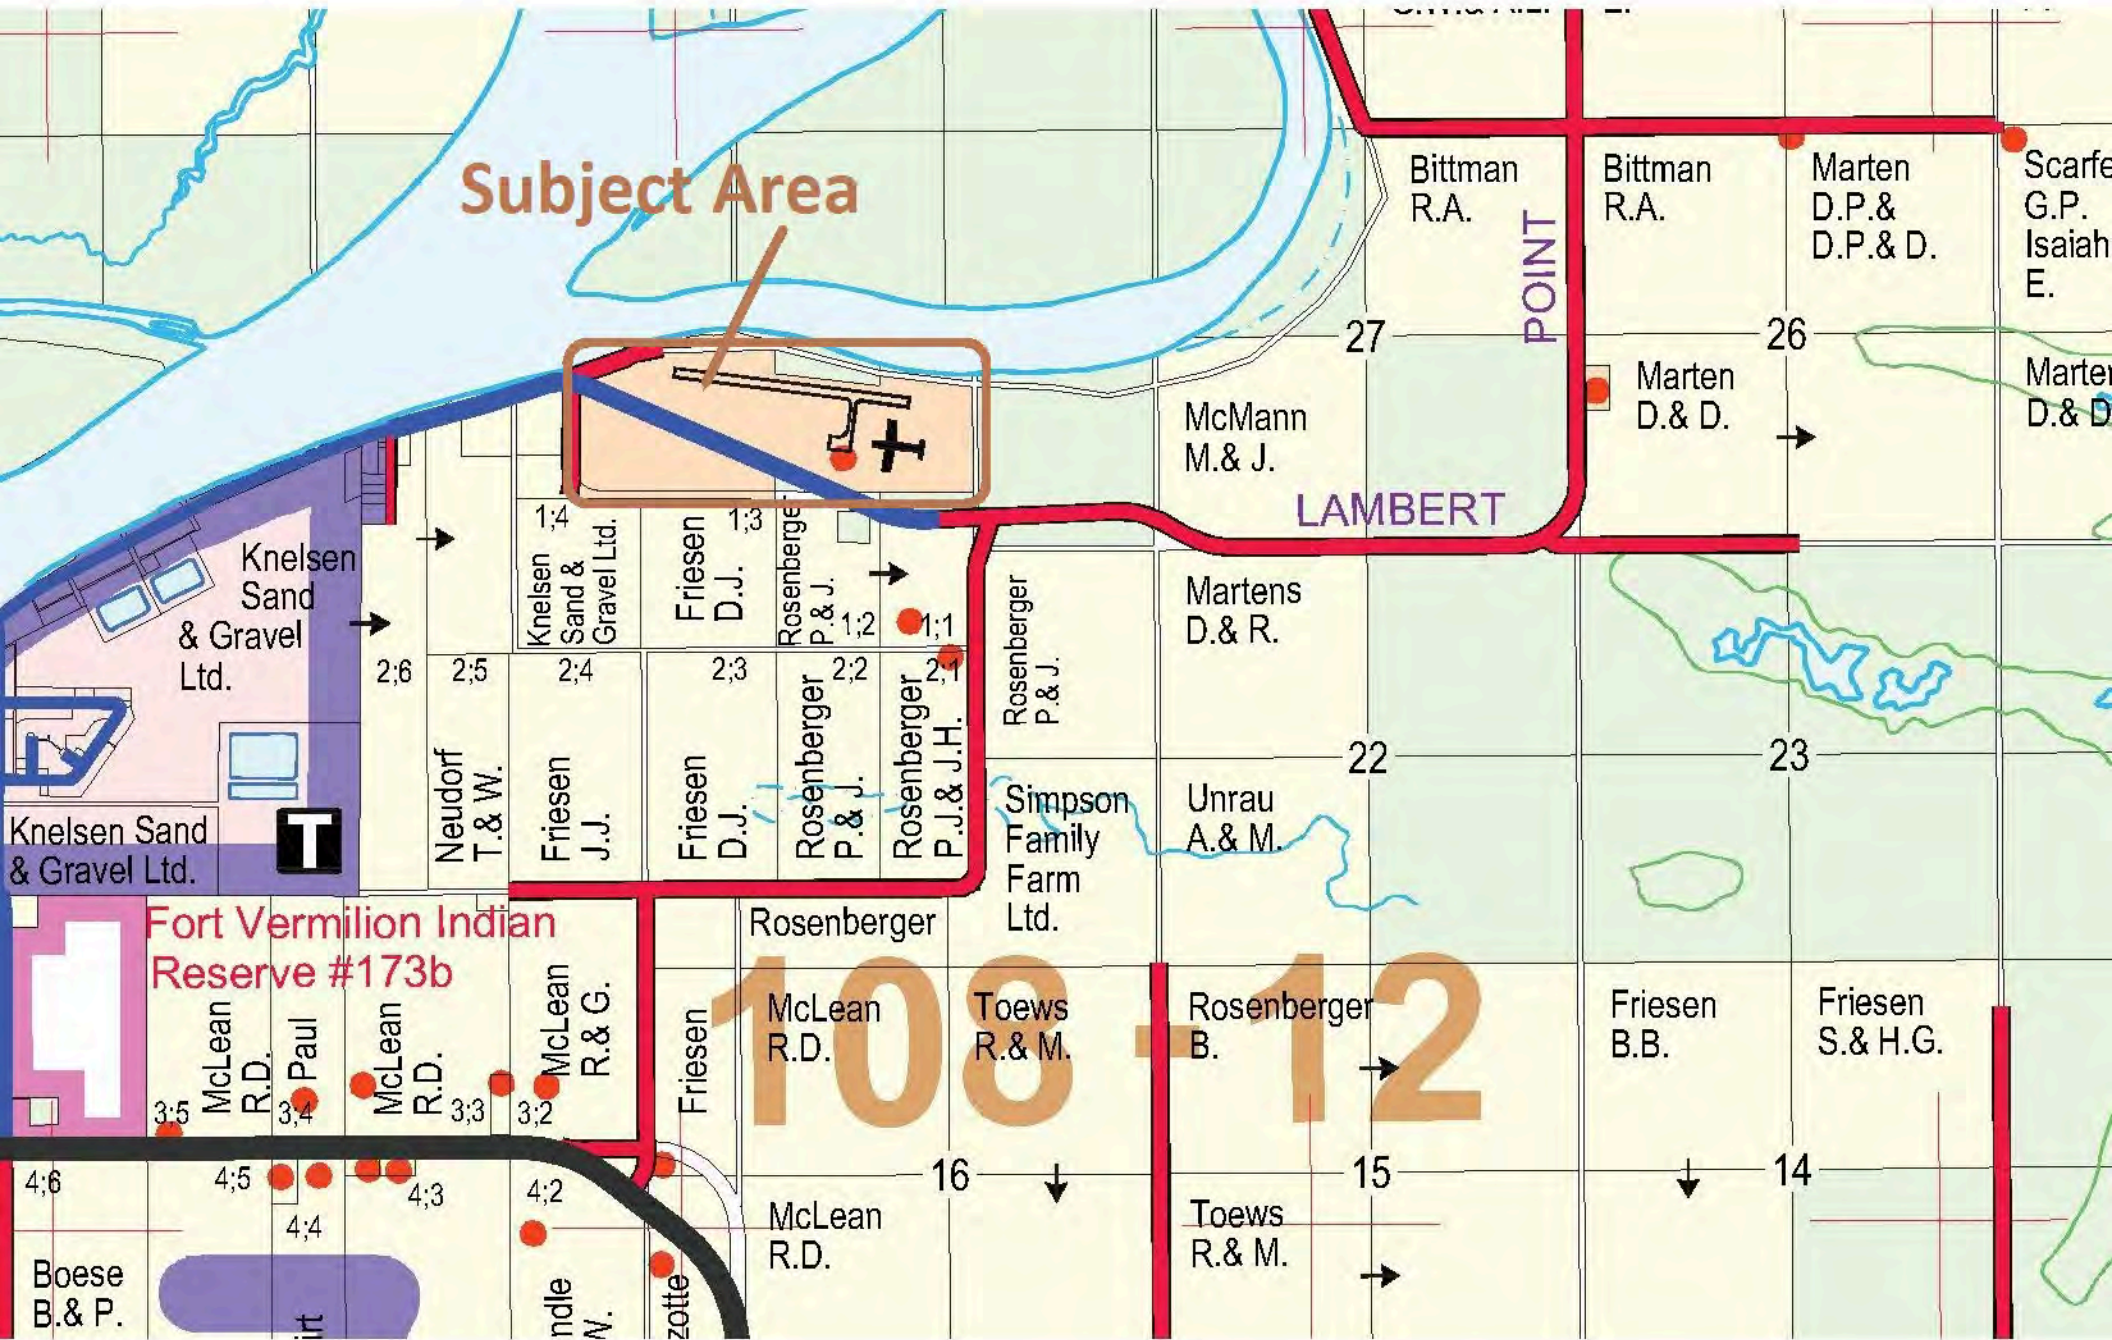 Subject Area
Bittman
R.A.
Bittman
R.A.
Marten
D.P.&
D.P.& D.
Scarfe
G.P.
Isaiah
E.
POINT
27
26
Marten
D.& D.
Marten
D.& D
McMann
M.& J.
LAMBERT
Knelsen
Sand
& Gravel
Ltd.
1;4
Knelsen
Sand &
Gravel Ltd.
Friesen
D.J.
1;3
Rosenberger
P.& J.
1;2
1;1
Rosenberger
P.& J.
Martens
D.& R.
2;6
2;5
2;4
2;3
2;2
2;1
Neudorf
T.& W.
Friesen
J.J.
Friesen
D.J.
Rosenberger
P.& J.
Rosenberger
P.J.& J.H.
22
23
Simpson
Family
Farm
Ltd.
Unrau
A.& M.
Knelsen Sand
& Gravel Ltd.
T
Fort Vermilion Indian
Reserve #173b
Rosenberger
108 - 12
McLean
R.D.
Paul
McLean
R.D.
McLean
R.& G.
Friesen
McLean
R.D.
Toews
R.& M.
Rosenberger
B.
Friesen
B.B.
Friesen
S.& H.G.
3;5
3;4
3;3
3;2
4;6
4;5
4;4
4;3
4;2
16
15
14
McLean
R.D.
Toews
R.& M.
Boese
B.& P.
irt
ndle
W.
zotte